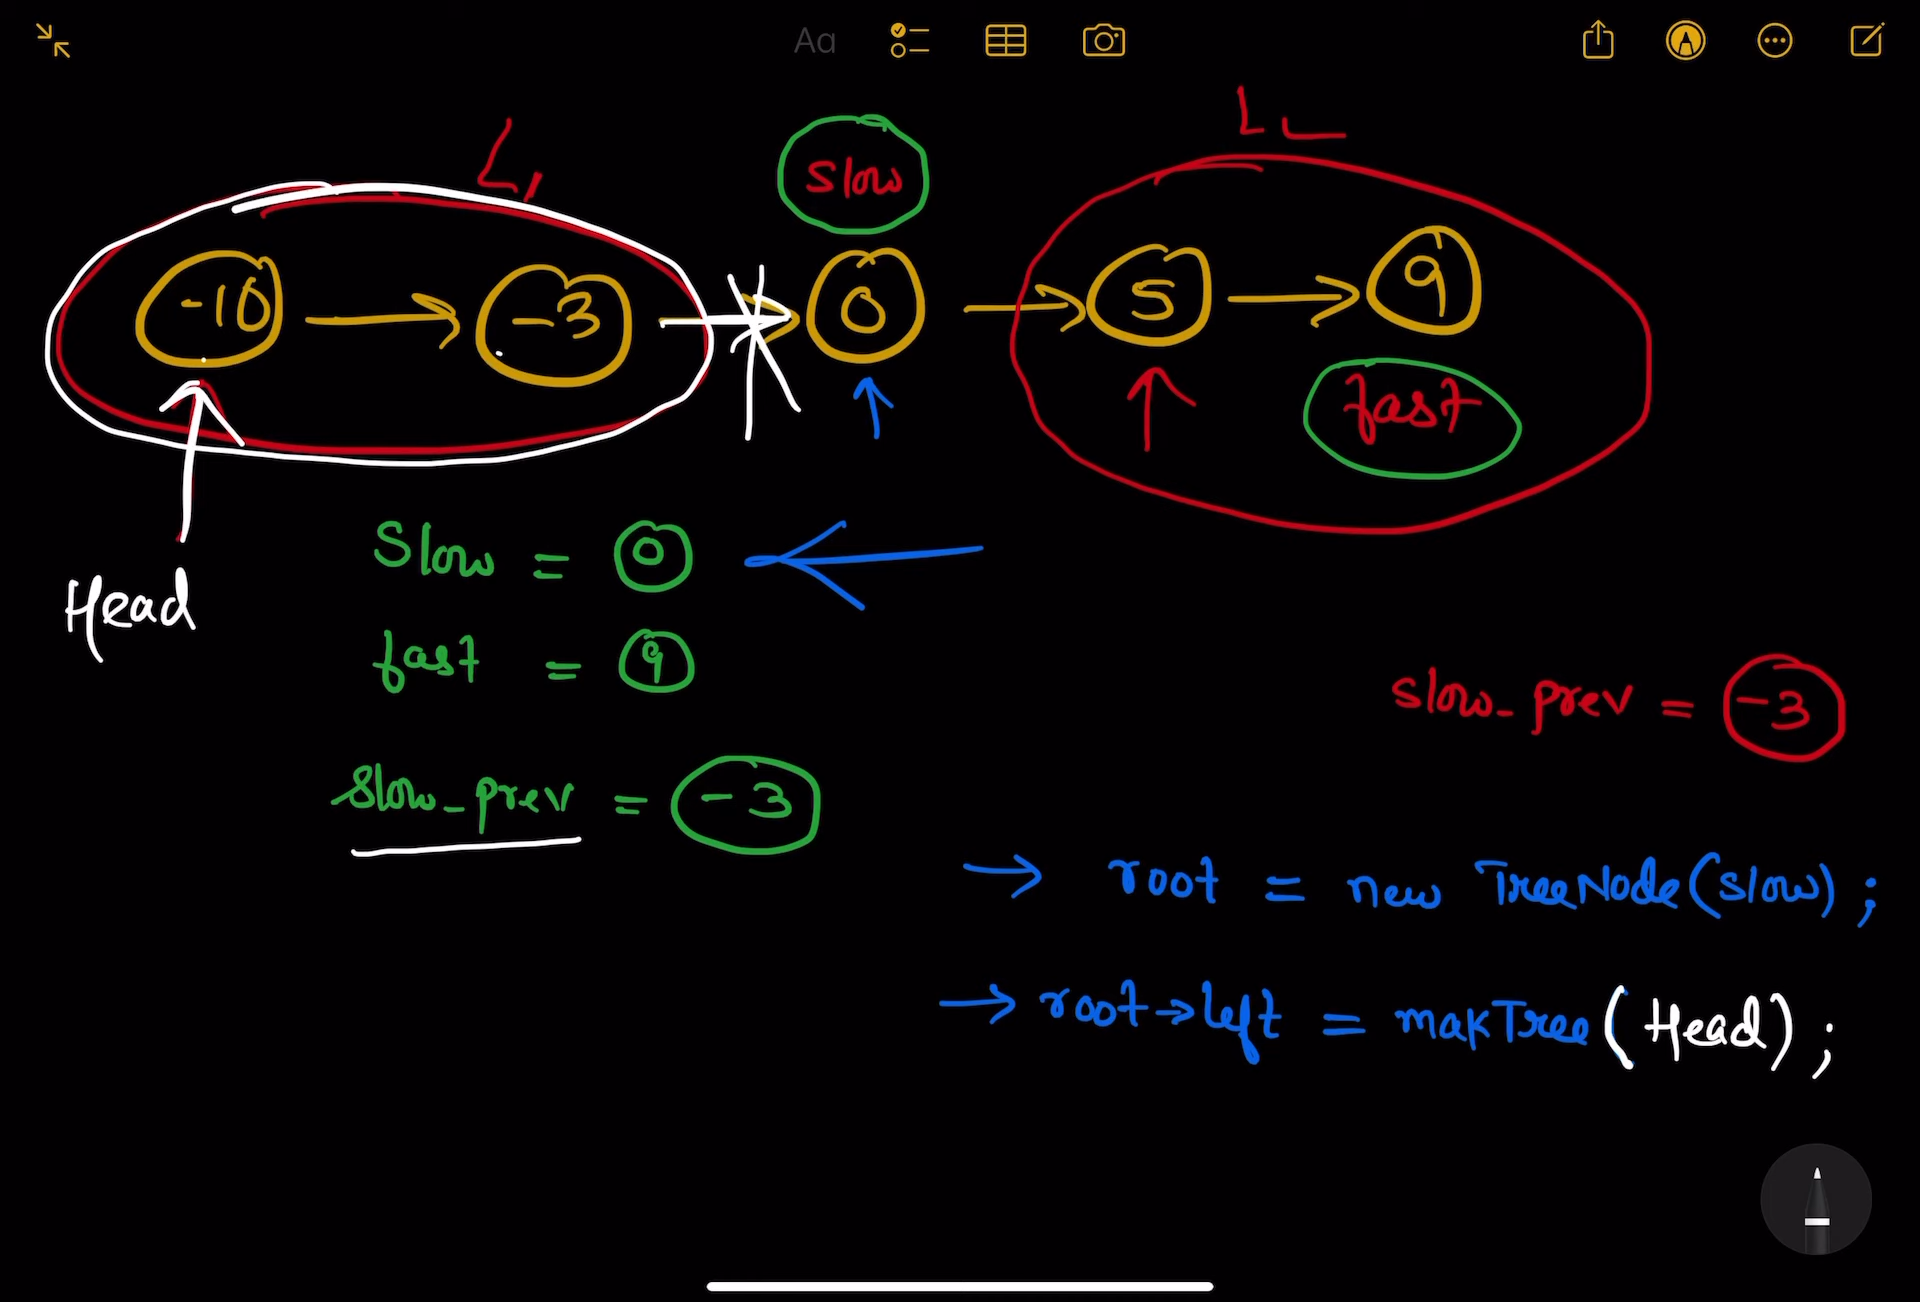 Aa
L1 slow L2
-10 -3 0 5 9
fast
Slow = 0
Head
fast = 9
slow_prev = -3
slow_prev = -3
root = new TreeNode(slow);
root→left = makTree(Head);